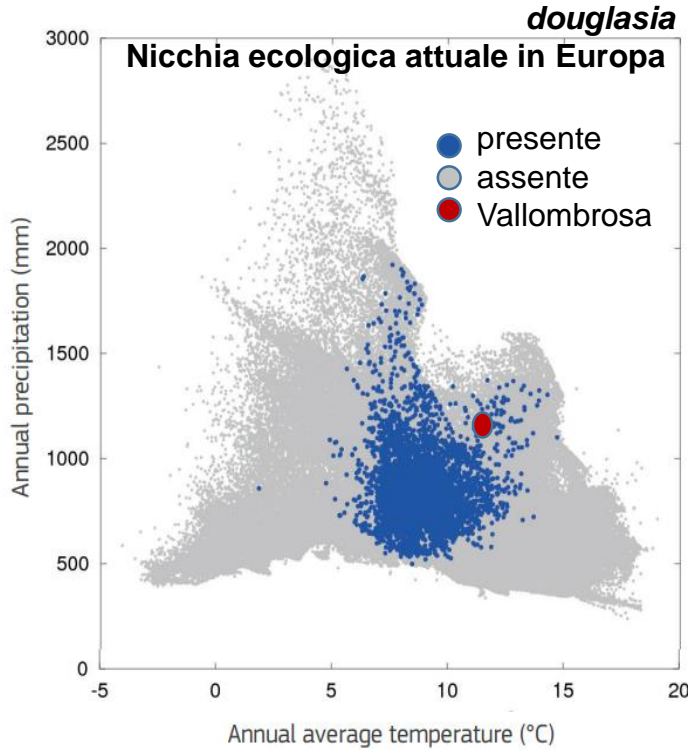 douglasia
Nicchia ecologica attuale in Europa
presente
assente
Vallombrosa
Annual precipitation (mm)
3000
2500
2000
1500
1000
500
0
-5 0 5 10 15 20
Annual average temperature (°C)